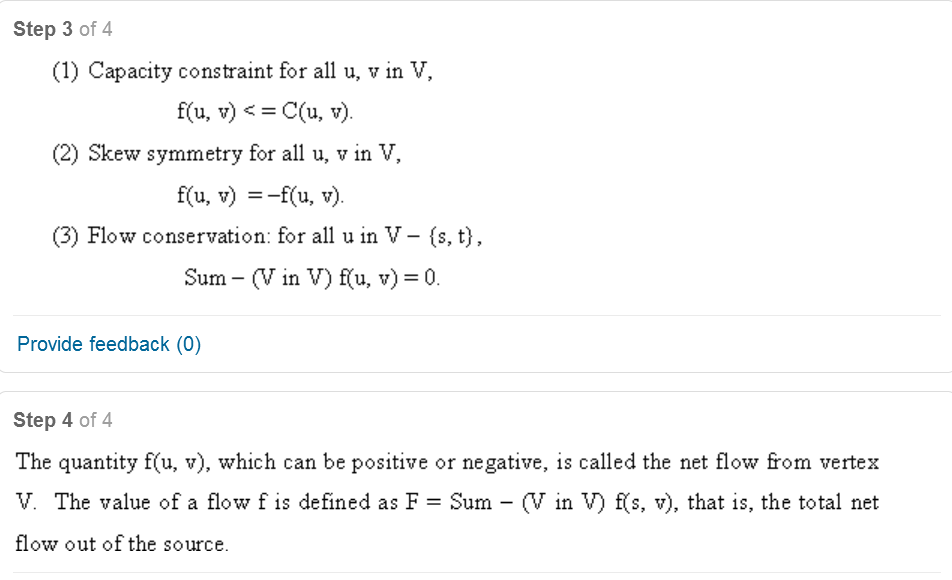 Step 3 of 4
(1) Capacity constraint for all u, v in V,
f(u, v) < = C(u, v).
(2) Skew symmetry for all u, v in V,
f(u, v) = –f(u, v).
(3) Flow conservation: for all u in V – {s, t},
Sum – (V in V) f(u, v) = 0.
Provide feedback (0)
Step 4 of 4
The quantity f(u, v), which can be positive or negative, is called the net flow from vertex
V. The value of a flow f is defined as F = Sum – (V in V) f(s, v), that is, the total net
flow out of the source.